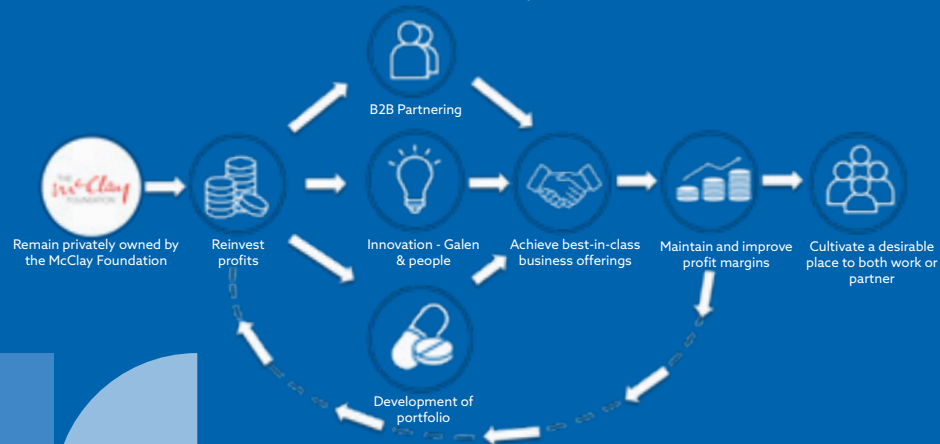 B2B Partnering
THE
McClay
FOUNDATION
Remain privately owned by
the McClay Foundation
Reinvest
profits
Innovation - Galen
& people
Achieve best-in-class
business offerings
Maintain and improve
profit margins
Cultivate a desirable
place to both work or
partner
Development of
portfolio